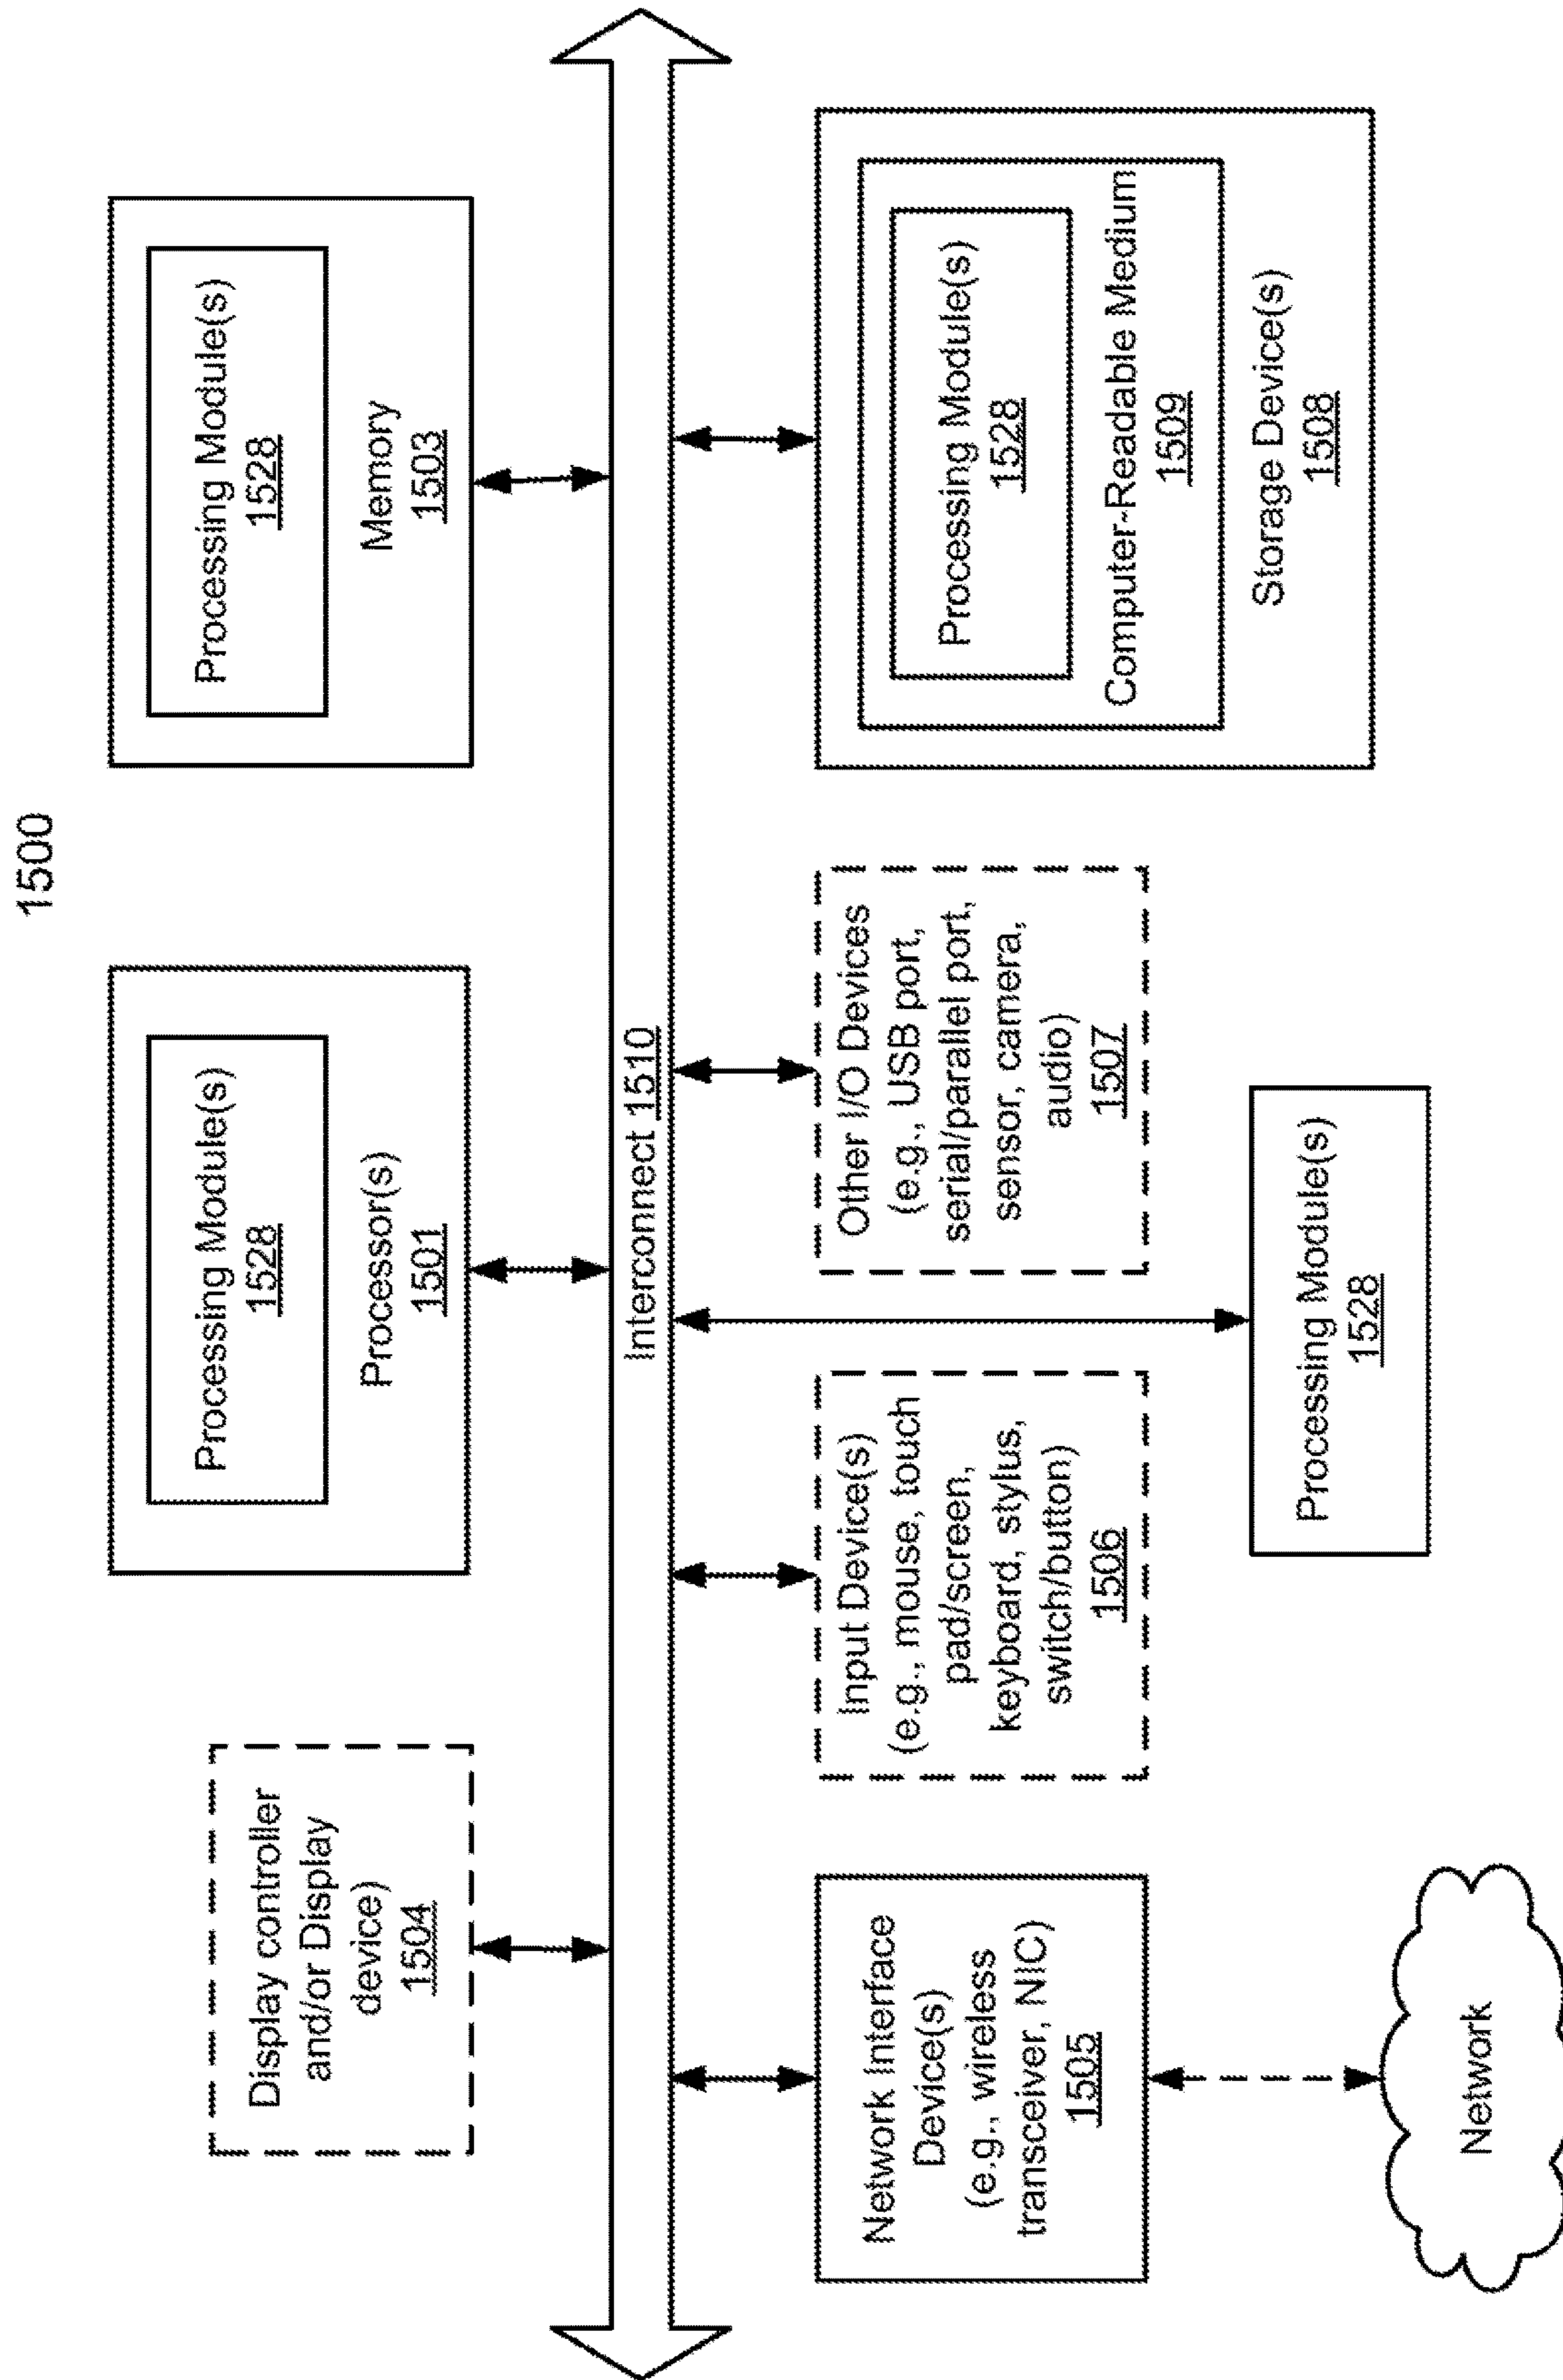 1500
Display controller
and/or Display
device)
1504
Processing Module(s)
1528
Processor(s)
1501
Processing Module(s)
1528
Memory
1503
Interconnect 1510
Network Interface
Device(s)
(e.g., wireless
transceiver, NIC)
1505
Input Device(s)
(e.g., mouse, touch
pad/screen,
keyboard, stylus,
switch/button)
1506
Other I/O Devices
(e.g., USB port,
serial/parallel port,
sensor, camera,
audio)
1507
Processing Module(s)
1528
Computer-Readable Medium
1509
Storage Device(s)
1508
Processing Module(s)
1528
Network